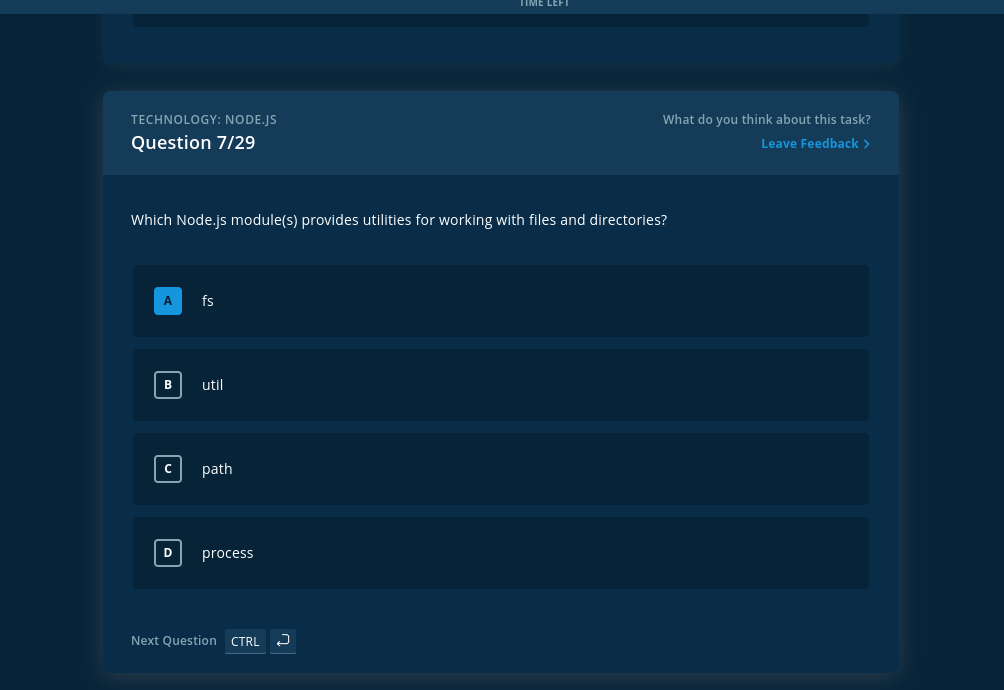 TIME LEFT
TECHNOLOGY: NODE.JS
What do you think about this task?
Question 7/29
Leave Feedback >
Which Node.js module(s) provides utilities for working with files and directories?
A fs
B util
C path
D process
Next Question CTRL